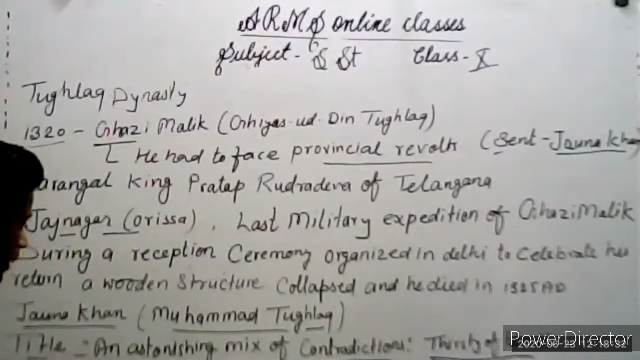 ARMS online classes
Subject - S St Class - X
Tughlaq Dynasty
1320 - Ghazi Malik (Ghiyas-ud-Din Tughlaq)
He had to face provincial revolt (Sent - Jauna khan
Warangal King Pratap Rudradeva of Telangana
Jajnagar (orissa), Last Military expedition of Ghazi Malik
During a reception Ceremony organized in delhi to Celebrate his
return a wooden Structure Collapsed and he died in 1325 AD
Jauna khan (Muhammad Tughlaq)
Title - An astonishing mix of Contradictions: Thirsty of
PowerDirector